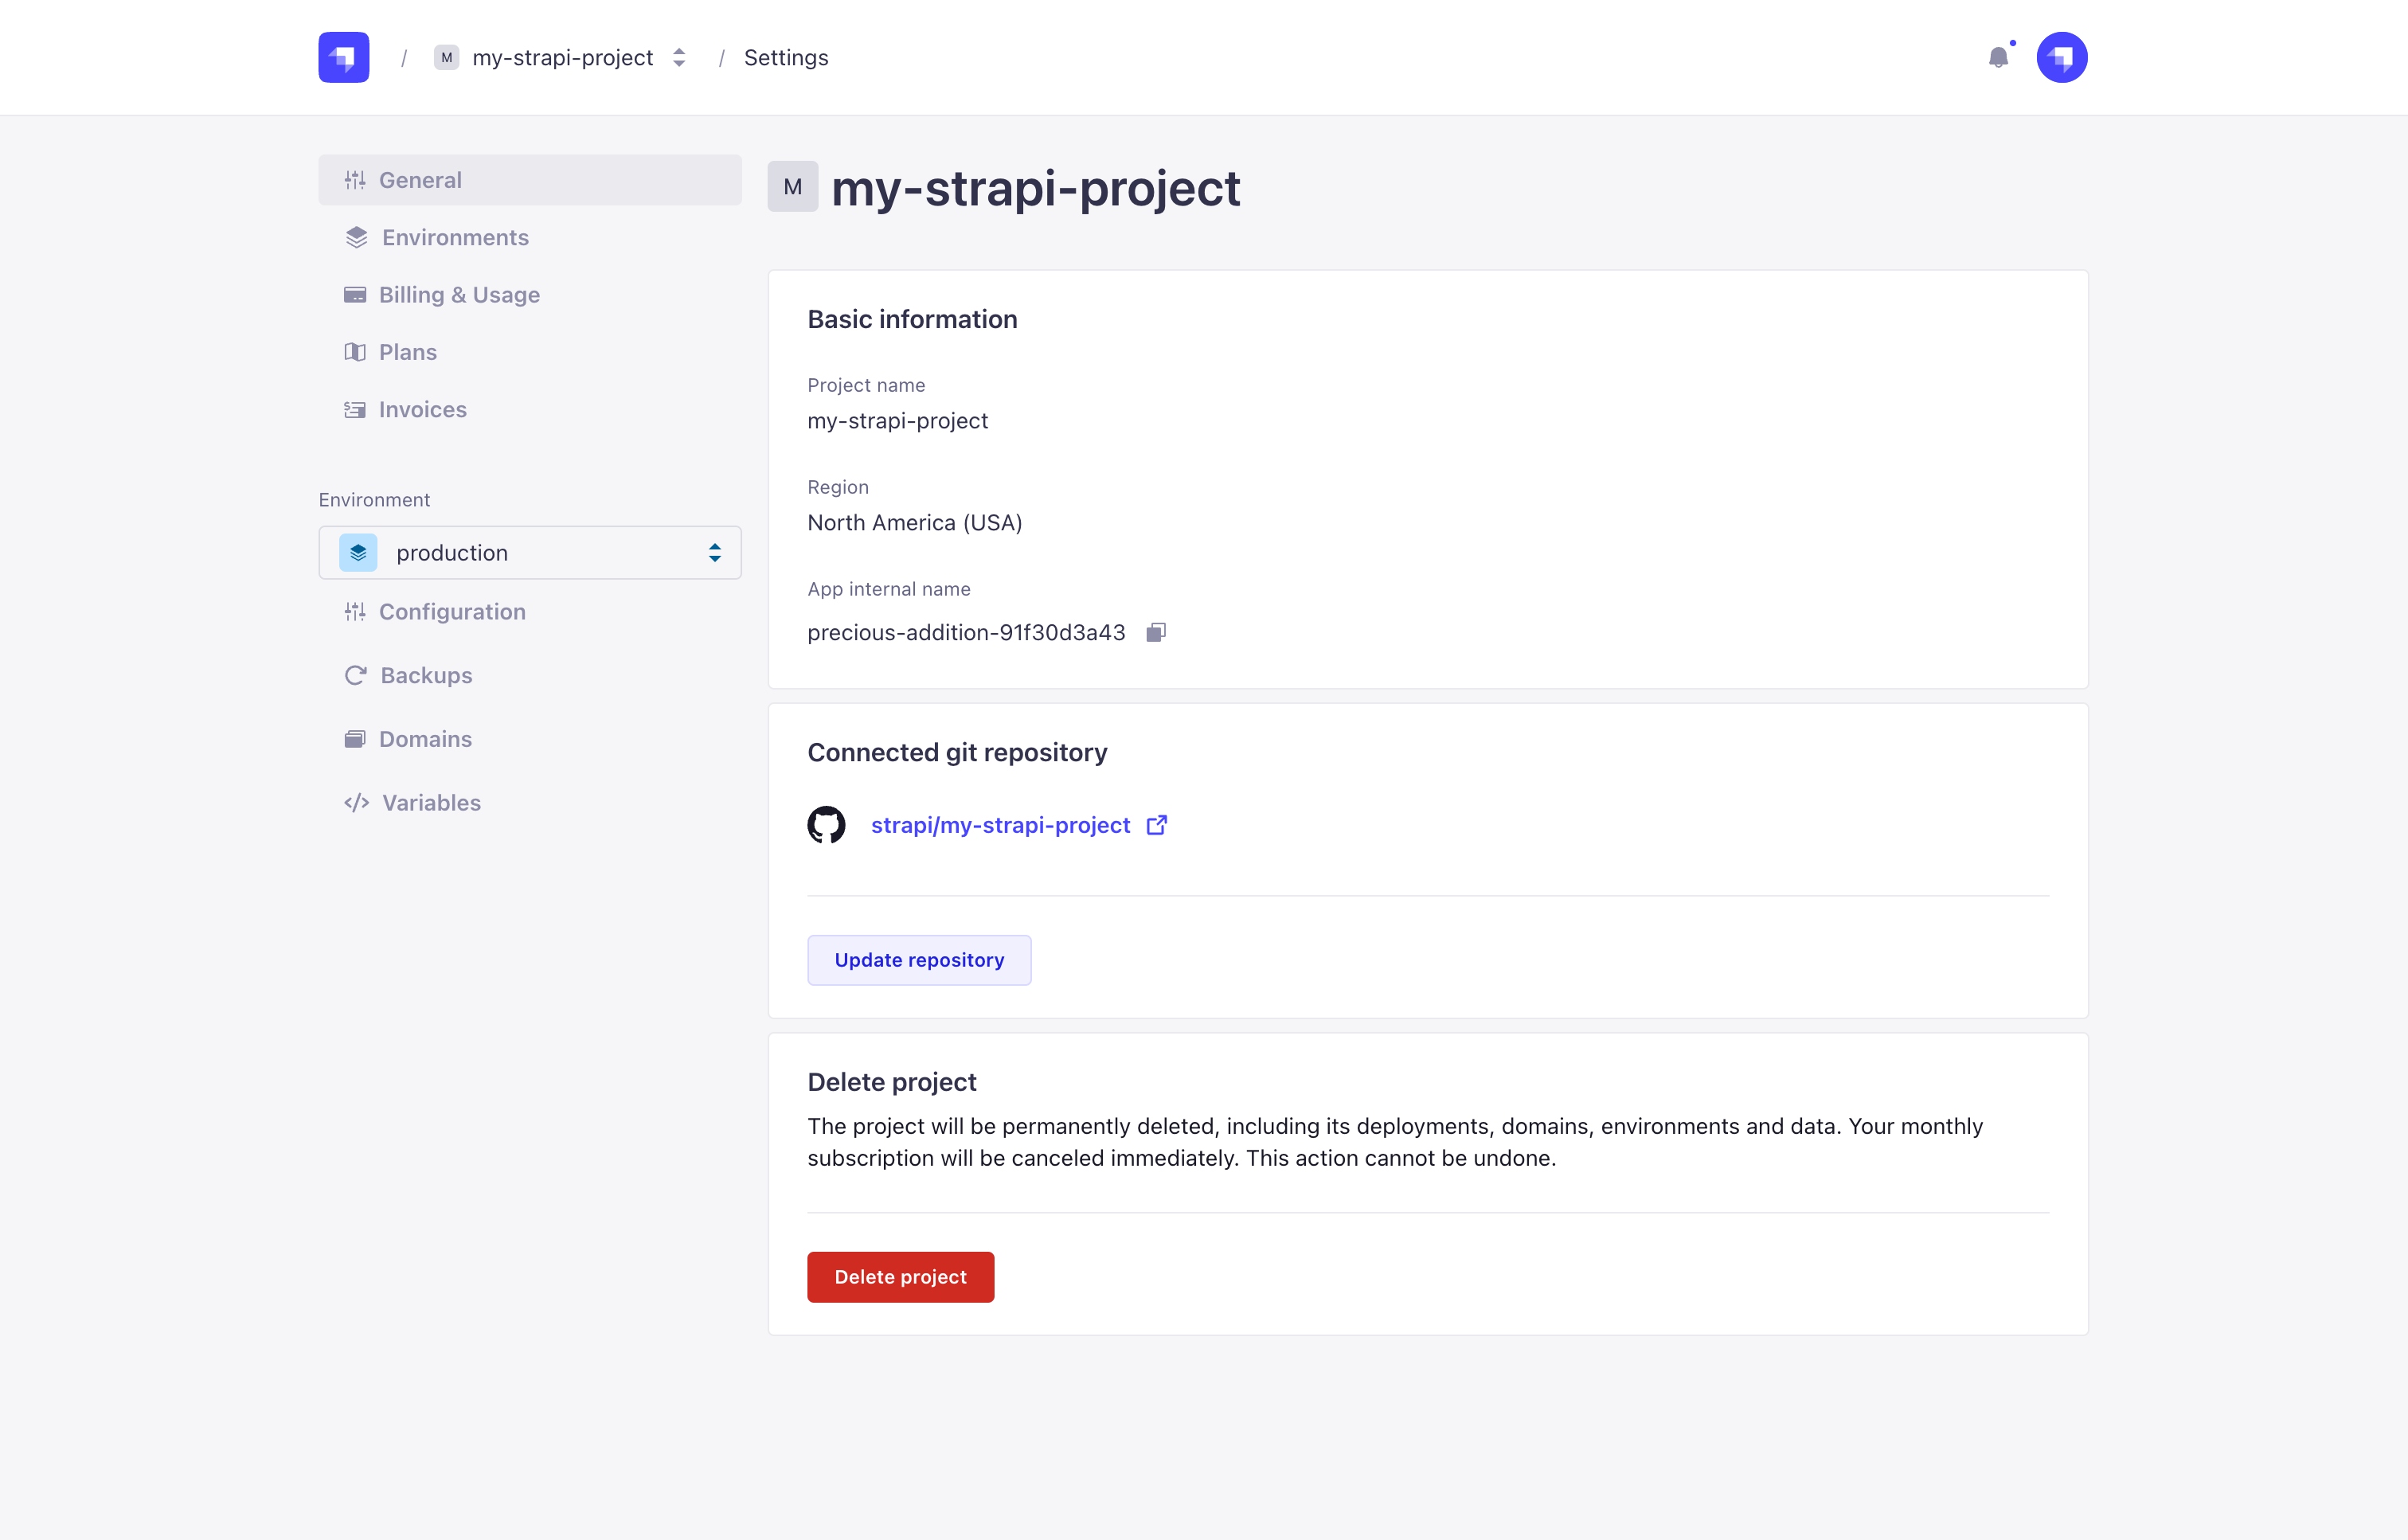 / M my-strapi-project / Settings
General
Environments
Billing & Usage
Plans
Invoices
Environment
production
Configuration
Backups
Domains
Variables
M my-strapi-project
Basic information
Project name
my-strapi-project
Region
North America (USA)
App internal name
precious-addition-91f30d3a43
Connected git repository
strapi/my-strapi-project
Update repository
Delete project
The project will be permanently deleted, including its deployments, domains, environments and data. Your monthly
subscription will be canceled immediately. This action cannot be undone.
Delete project